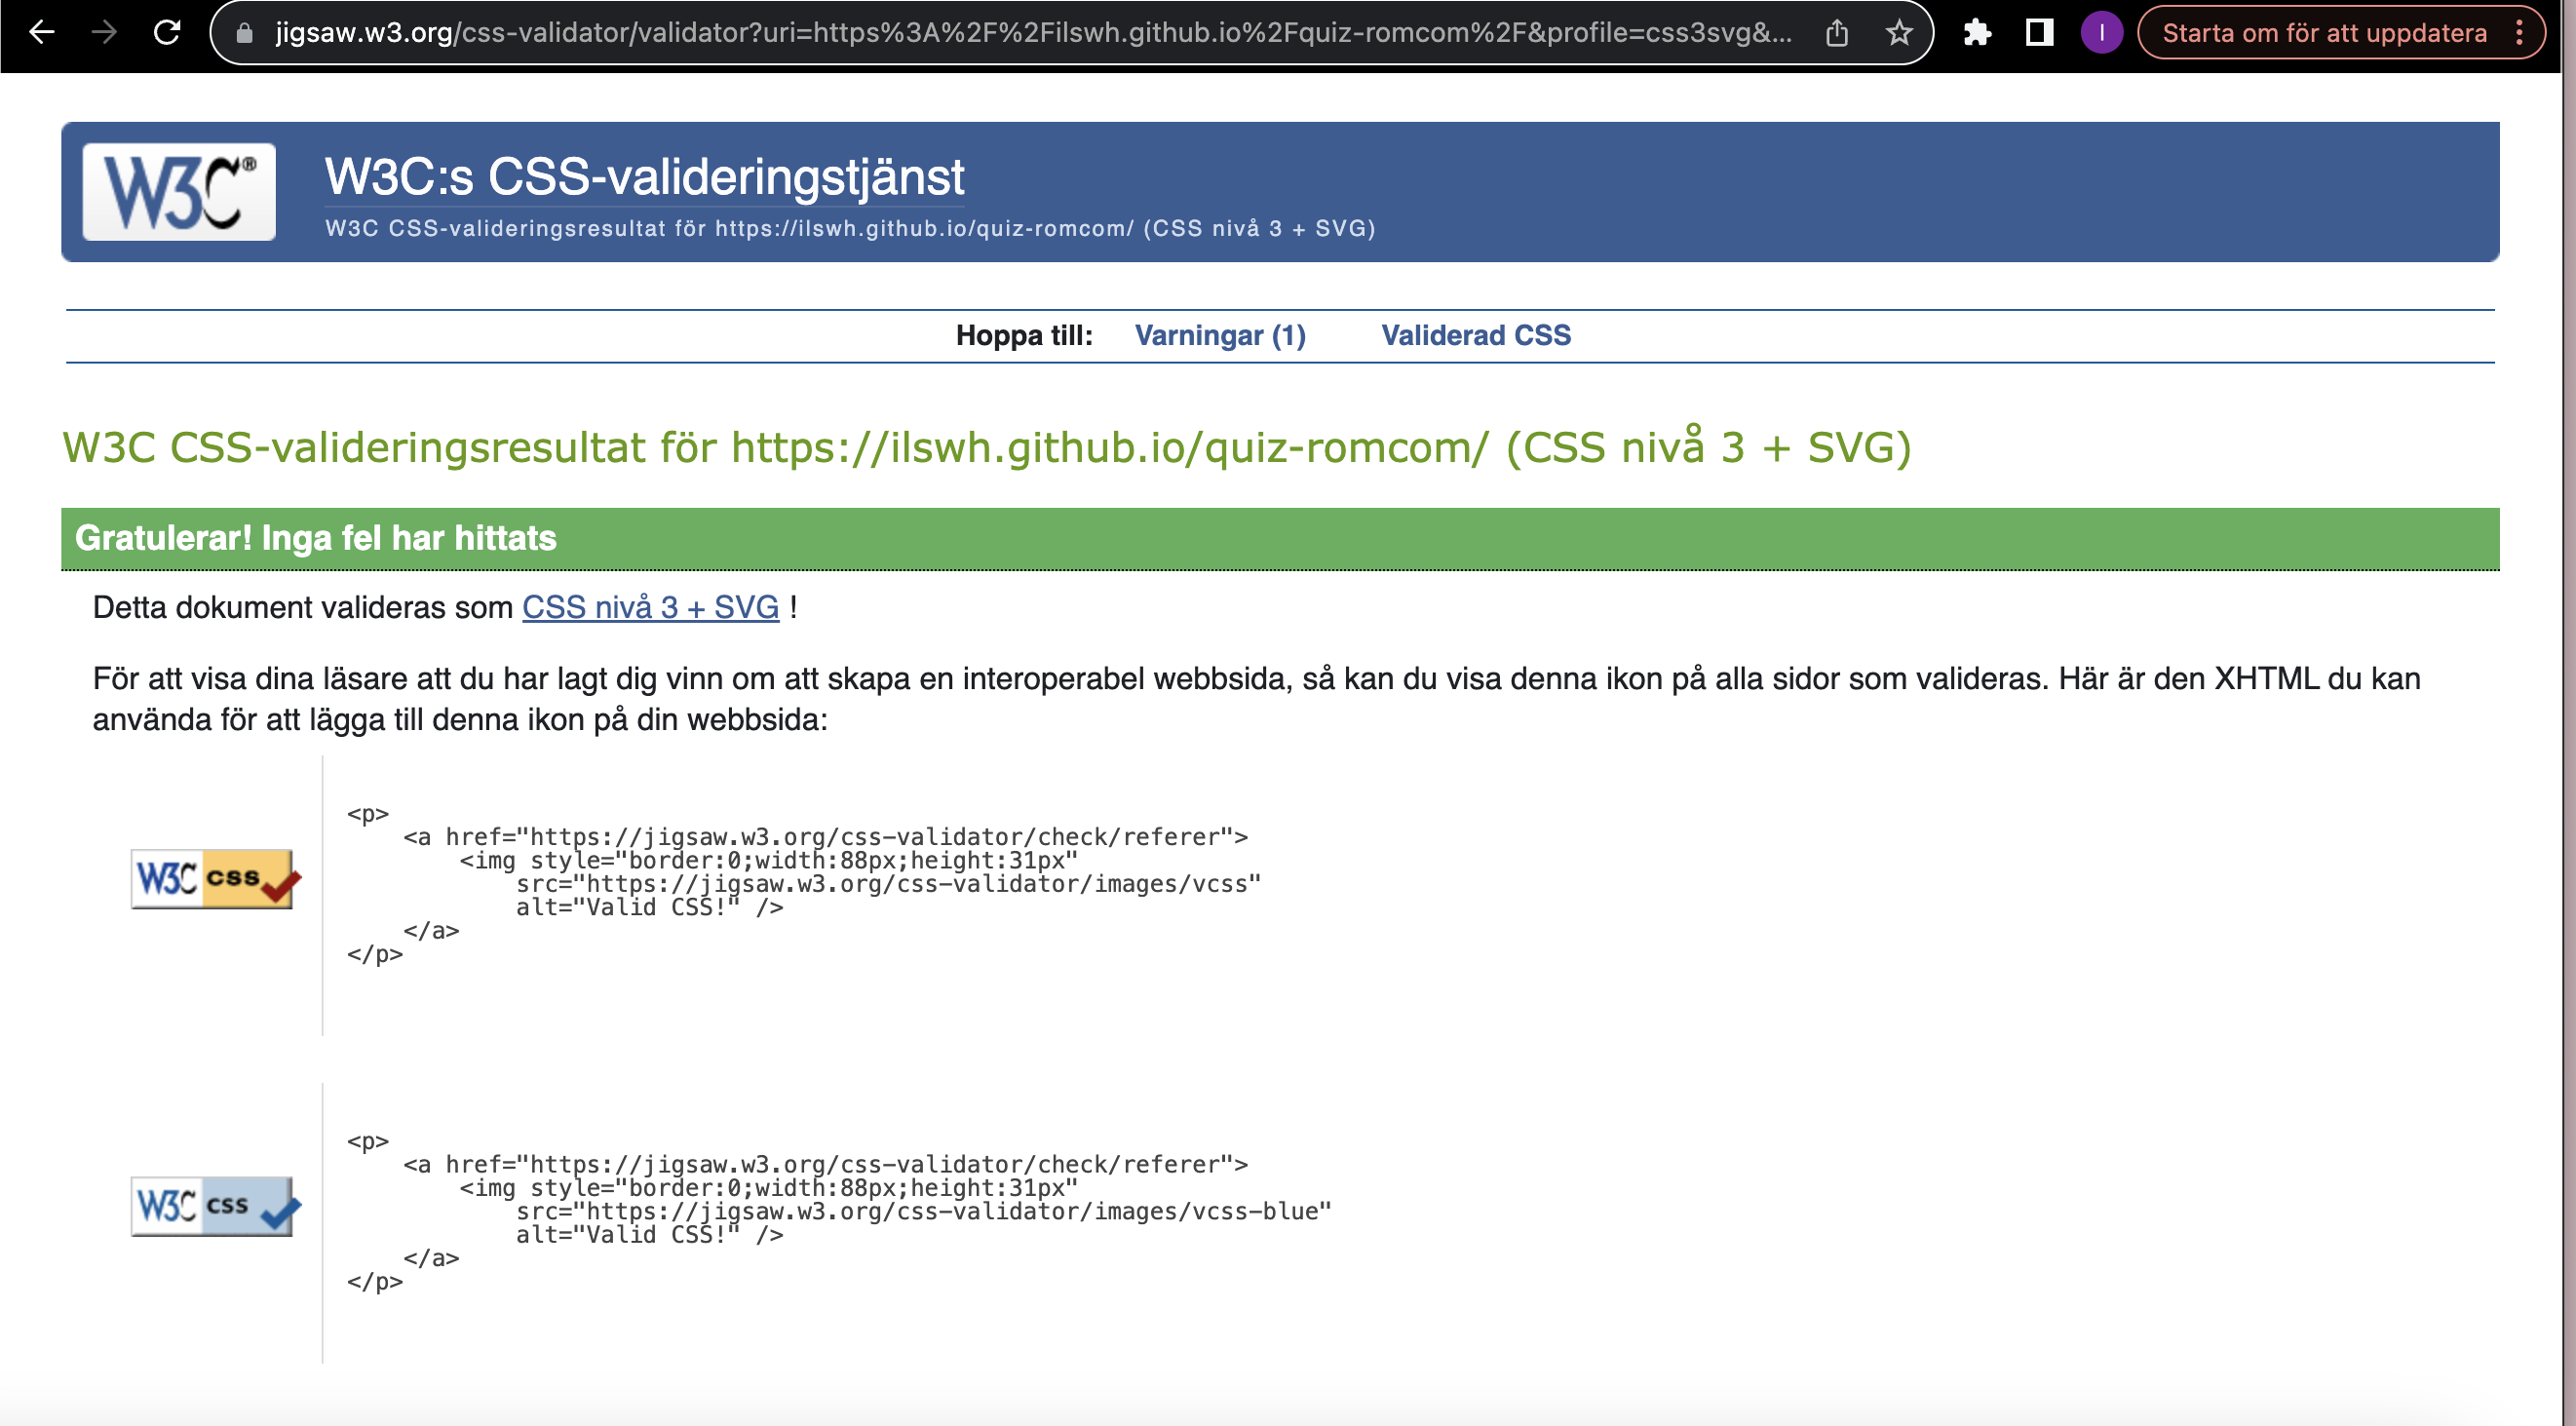 jigsaw.w3.org/css-validator/validator?uri=https%3A%2F%2Filswh.github.io%2Fquiz-romcom%2F&profile=css3svg&...
I
Starta om för att uppdatera
W3C®
W3C:s CSS-valideringstjänst
W3C CSS-valideringsresultat för https://ilswh.github.io/quiz-romcom/ (CSS nivå 3 + SVG)
Hoppa till: Varningar (1) Validerad CSS
W3C CSS-valideringsresultat för https://ilswh.github.io/quiz-romcom/ (CSS nivå 3 + SVG)
Gratulerar! Inga fel har hittats
Detta dokument valideras som CSS nivå 3 + SVG !
För att visa dina läsare att du har lagt dig vinn om att skapa en interoperabel webbsida, så kan du visa denna ikon på alla sidor som valideras. Här är den XHTML du kan
använda för att lägga till denna ikon på din webbsida:
W3C css
<p>
<a href="https://jigsaw.w3.org/css-validator/check/referer">
<img style="border:0;width:88px;height:31px"
src="https://jigsaw.w3.org/css-validator/images/vcss"
alt="Valid CSS!" />
</a>
</p>
W3C css
<p>
<a href="https://jigsaw.w3.org/css-validator/check/referer">
<img style="border:0;width:88px;height:31px"
src="https://jigsaw.w3.org/css-validator/images/vcss-blue"
alt="Valid CSS!" />
</a>
</p>